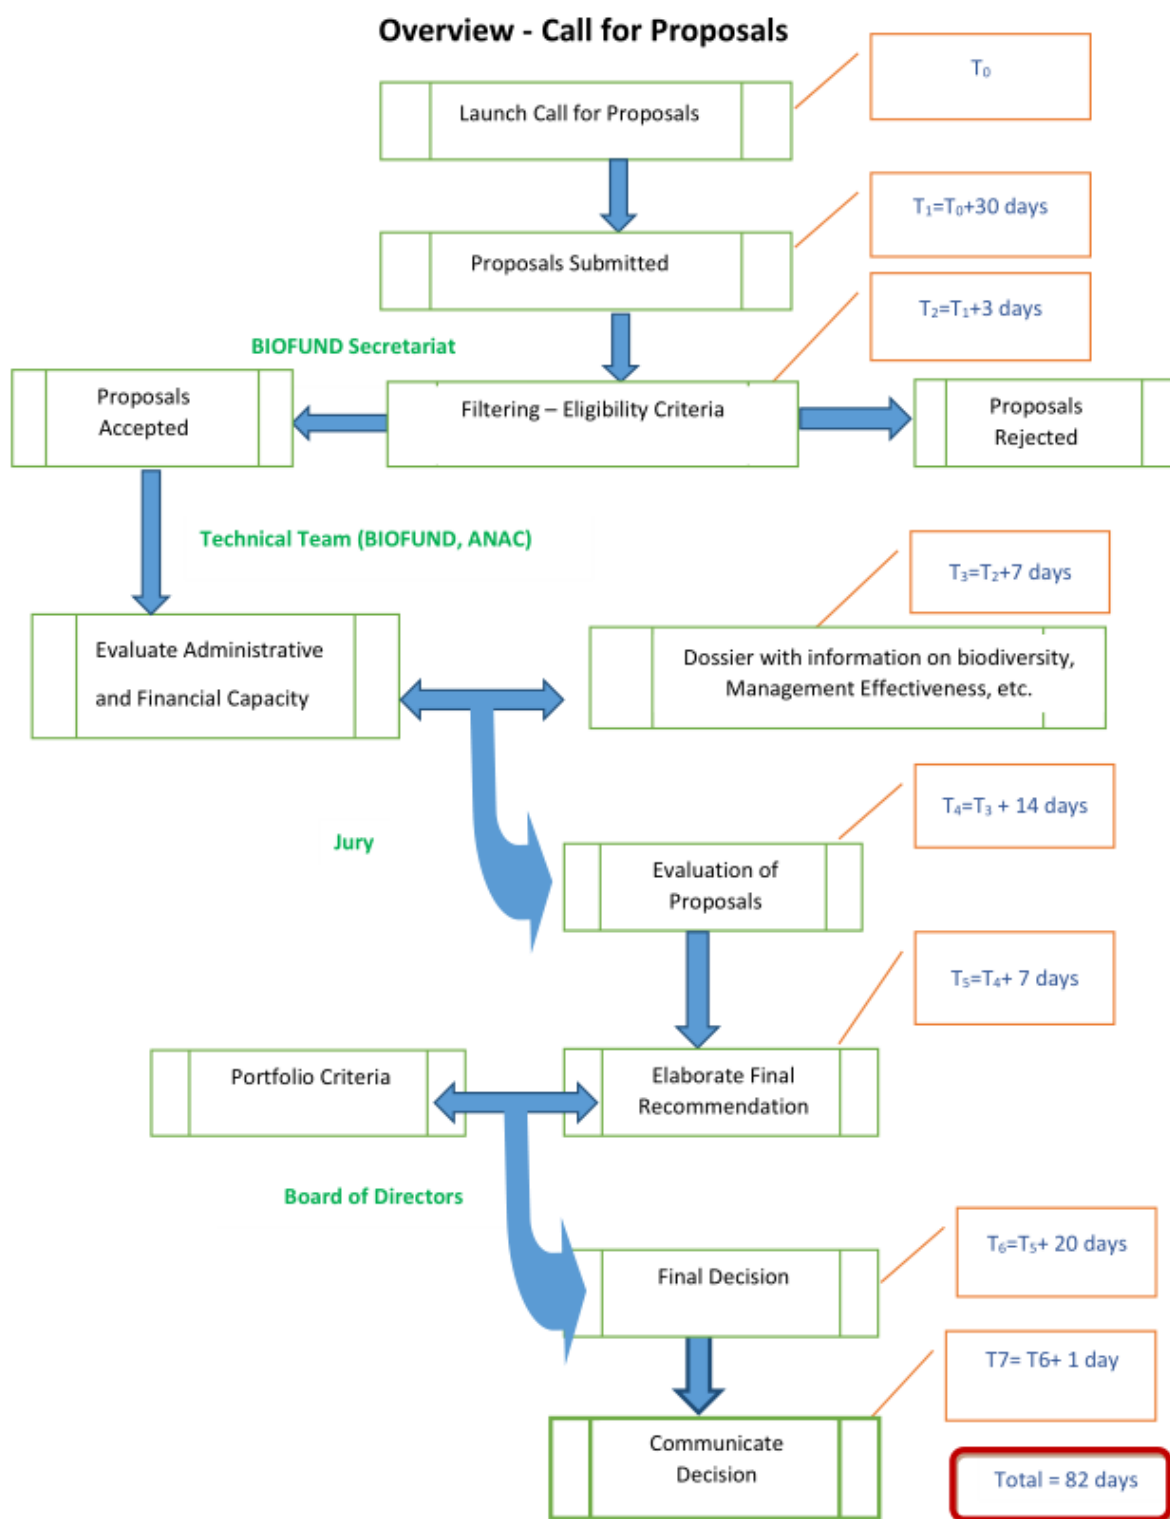 Overview - Call for Proposals
T₀
Launch Call for Proposals
T₁=T₀+30 days
Proposals Submitted
T₂=T₁+3 days
BIOFUND Secretariat
Proposals
Accepted
Filtering – Eligibility Criteria
Proposals
Rejected
Technical Team (BIOFUND, ANAC)
T₃=T₂+7 days
Evaluate Administrative
and Financial Capacity
Dossier with information on biodiversity,
Management Effectiveness, etc.
T₄=T₃ + 14 days
Jury
Evaluation of
Proposals
T₅=T₄+ 7 days
Portfolio Criteria
Elaborate Final
Recommendation
Board of Directors
T₆=T₅+ 20 days
Final Decision
T7= T6+ 1 day
Communicate
Decision
Total = 82 days